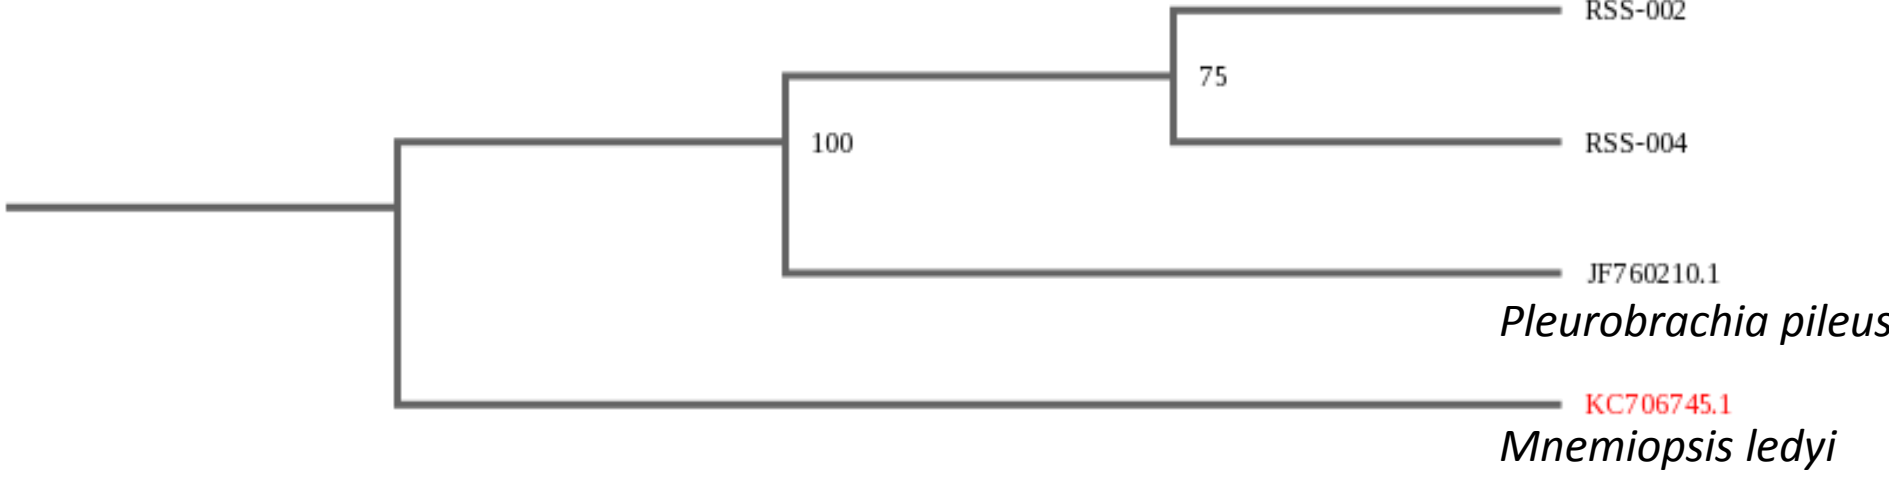 RSS-002
75
100
RSS-004
JF760210.1
Pleurobrachia pileus
KC706745.1
Mnemiopsis ledyi